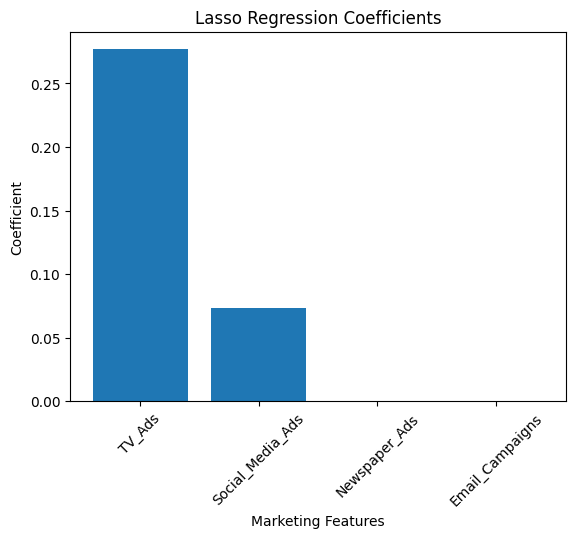 Lasso Regression Coefficients
Coefficient
0.25
0.20
0.15
0.10
0.05
0.00
TV_Ads
Social_Media_Ads
Newspaper_Ads
Email_Campaigns
Marketing Features